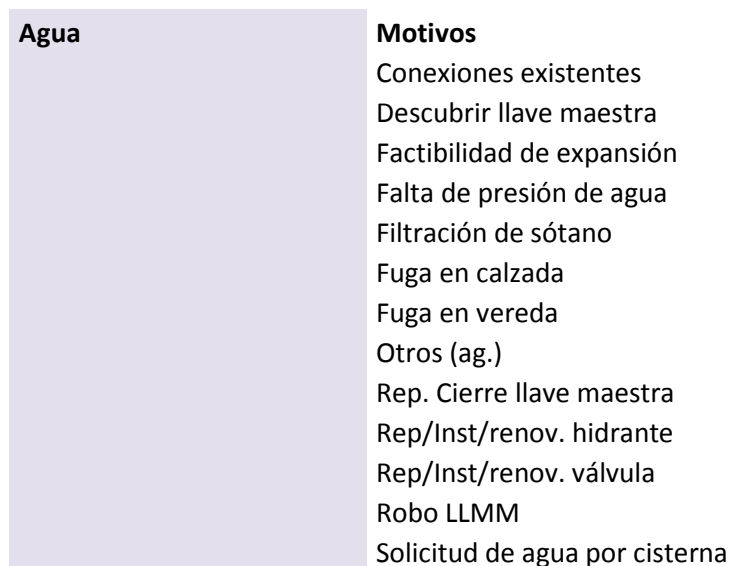 Agua
Motivos
Conexiones existentes
Descubrir llave maestra
Factibilidad de expansión
Falta de presión de agua
Filtración de sótano
Fuga en calzada
Fuga en vereda
Otros (ag.)
Rep. Cierre llave maestra
Rep/Inst/renov. hidrante
Rep/Inst/renov. válvula
Robo LLMM
Solicitud de agua por cisterna